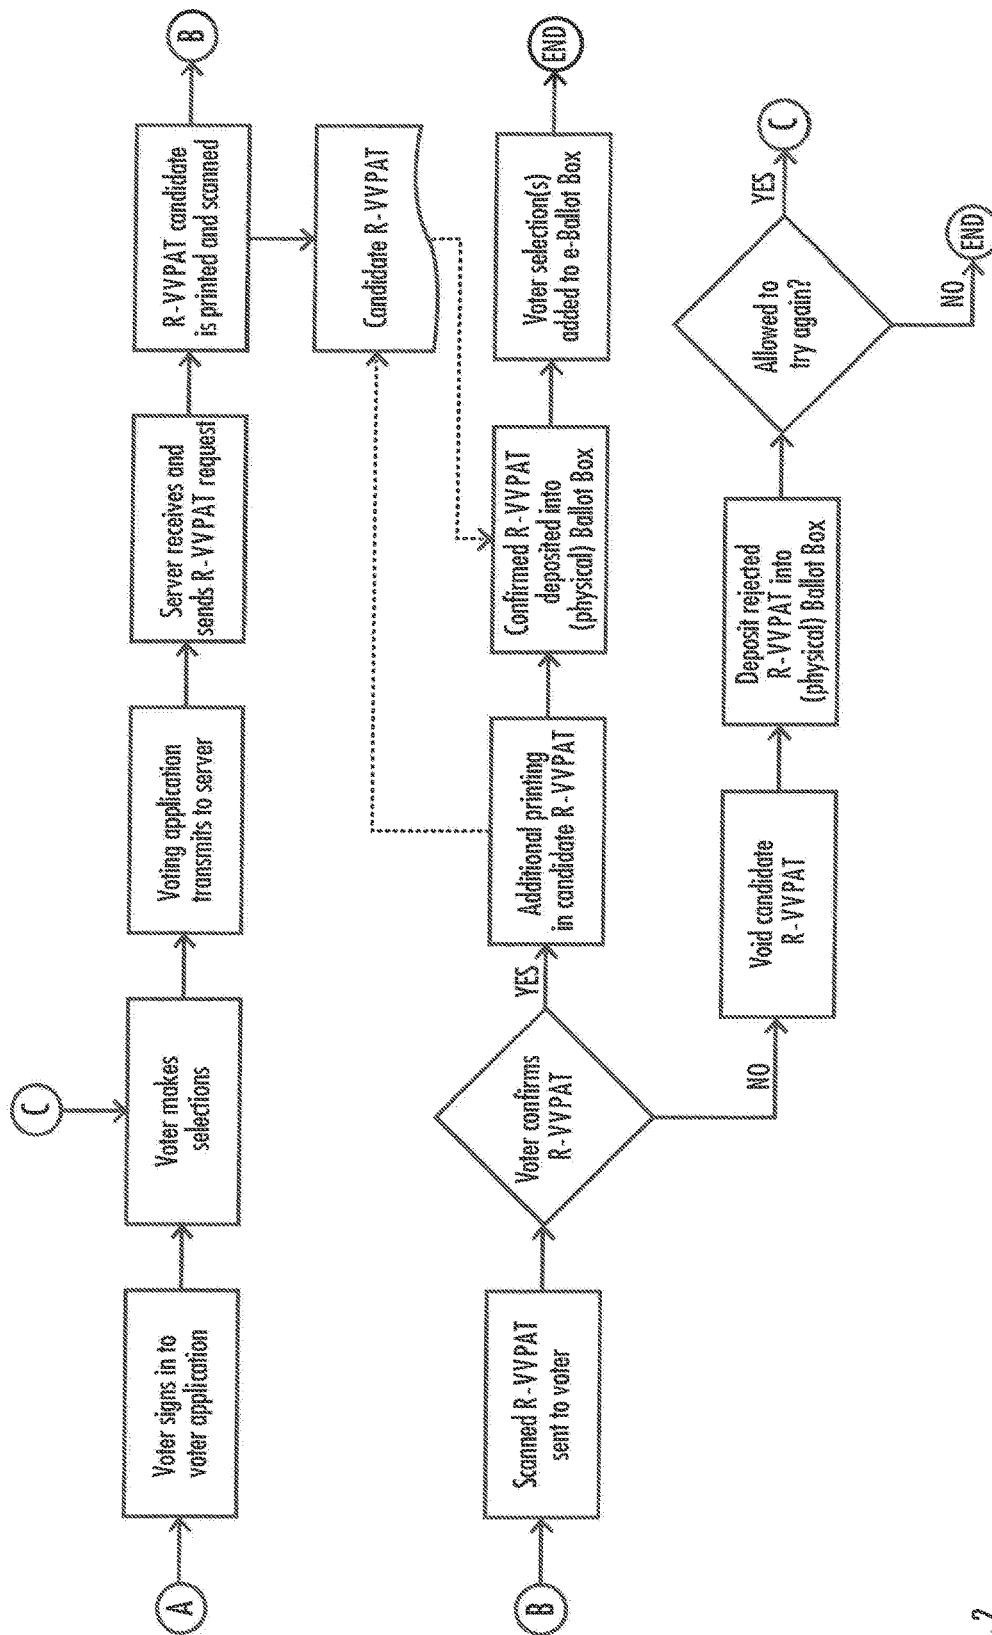 A
Voter signs in to
voter application
C
Voter makes
selections
Voting application
transmits to server
Server receives and
sends R-VVPAT request
R-VVPAT candidate
is printed and scanned
B
Candidate R-VVPAT
B
Scanned R-VVPAT
sent to voter
Voter confirms
R-VVPAT
YES
NO
Additional printing
in candidate R-VVPAT
Confirmed R-VVPAT
deposited into
(physical) Ballot Box
Voter selection(s)
added to e-Ballot Box
END
Void candidate
R-VVPAT
Deposit rejected
R-VVPAT into
(physical) Ballot Box
Allowed to
try again?
YES
C
NO
END